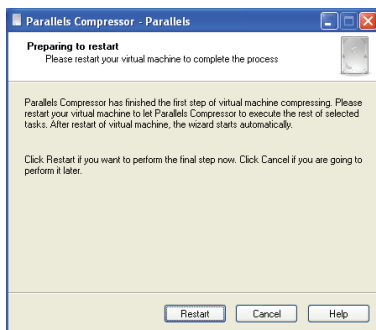 Parallels Compressor - Parallels
Preparing to restart
Please restart your virtual machine to complete the process
Parallels Compressor has finished the first step of virtual machine compressing. Please
restart your virtual machine to let Parallels Compressor to execute the rest of selected
tasks. After restart of virtual machine, the wizard starts automatically.
Click Restart if you want to perform the final step now. Click Cancel if you are going to
perform it later.
Restart Cancel Help